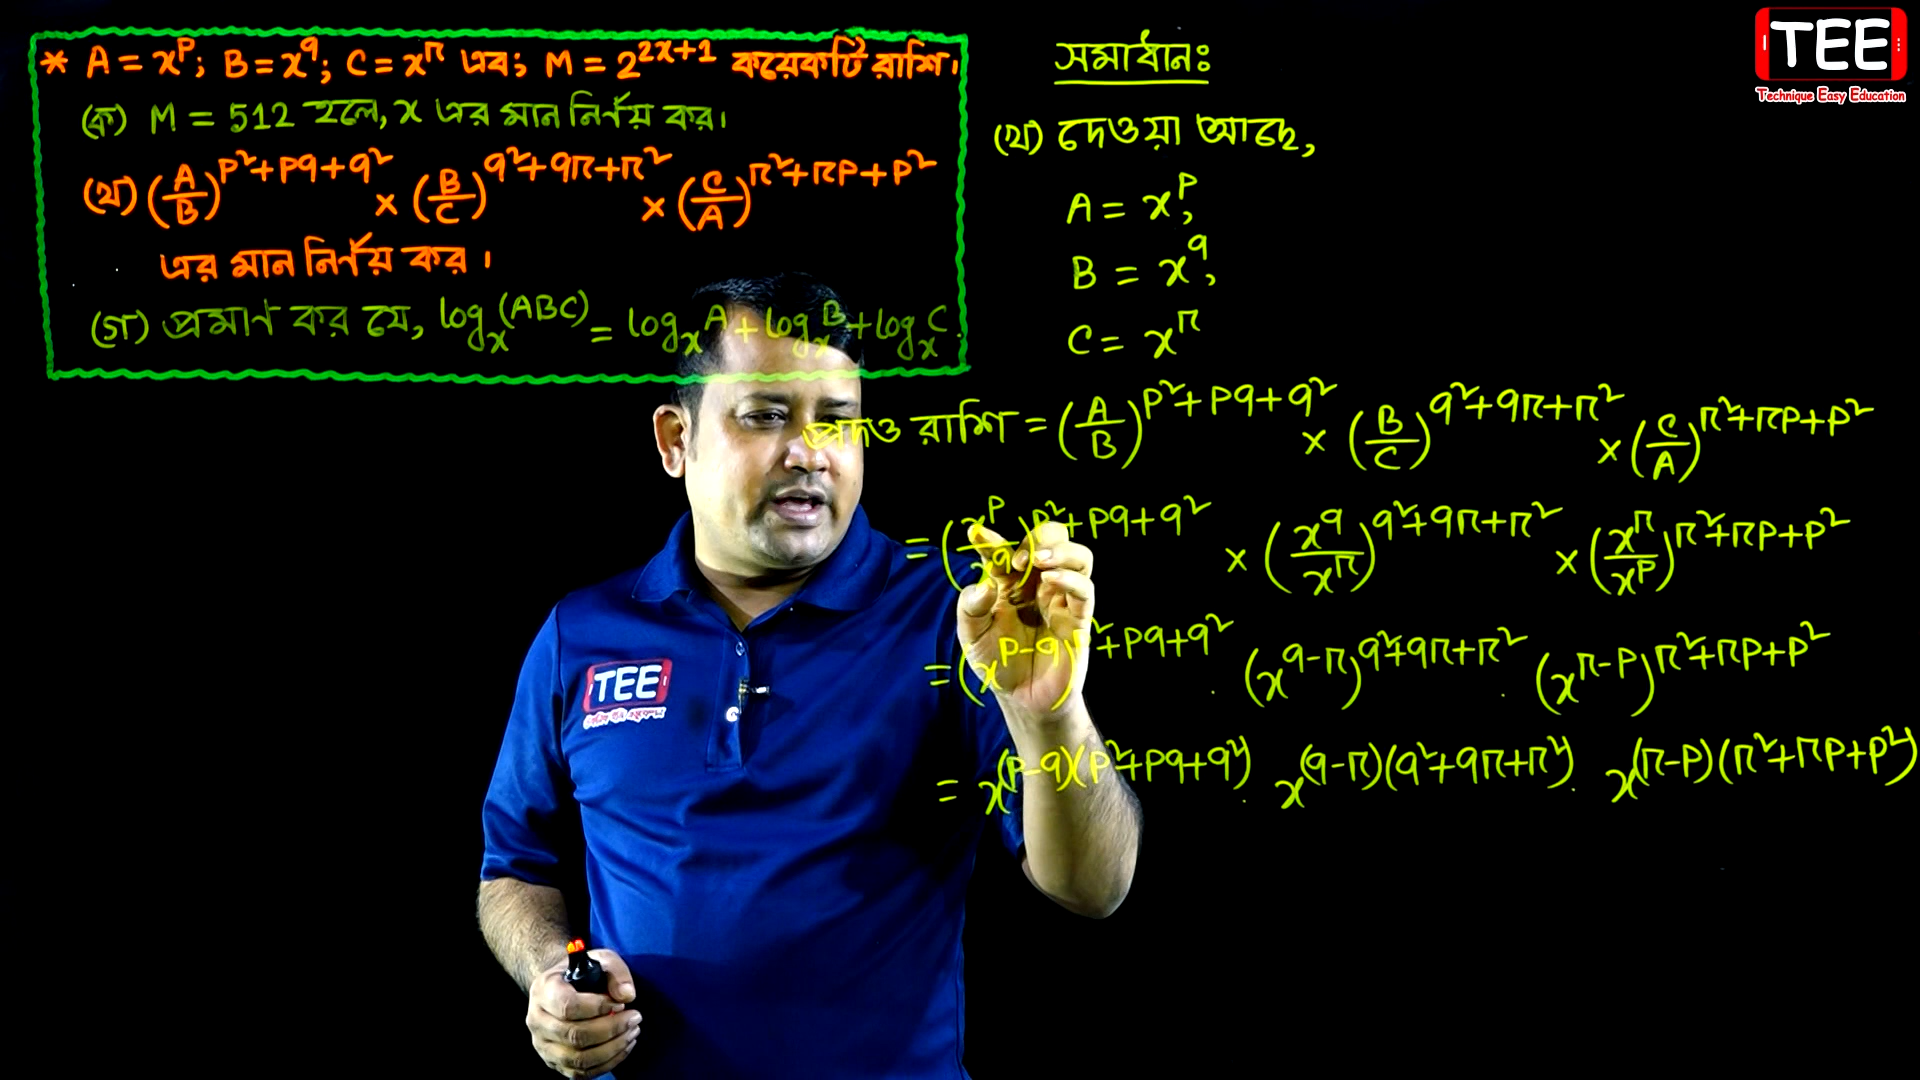 * A = x^p; B = x^q; C = x^r এবং M = 2^(2x+1) কয়েকটি রাশি।
(ক) M = 512 হলে, x এর মান নির্ণয় কর।
(খ) (A/B)^(p²+pq+q²) × (B/C)^(q²+qr+r²) × (C/A)^(r²+rp+p²)
এর মান নির্ণয় কর।
(গ) প্রমাণ কর যে, log_x(ABC) = log_x A + log_x B + log_x C.
সমাধানঃ
(খ) দেওয়া আছে,
A = x^p,
B = x^q,
C = x^r
প্রদত্ত রাশি = (A/B)^(p²+pq+q²) × (B/C)^(q²+qr+r²) × (C/A)^(r²+rp+p²)
= (x^p/x^q)^(p²+pq+q²) × (x^q/x^r)^(q²+qr+r²) × (x^r/x^p)^(r²+rp+p²)
= (x^(p-q))^(p²+pq+q²) . (x^(q-r))^(q²+qr+r²) . (x^(r-p))^(r²+rp+p²)
= x^((p-q)(p²+pq+q²)) . x^((q-r)(q²+qr+r²)) . x^((r-p)(r²+rp+p²))
TEE
Technique Easy Education
TEE